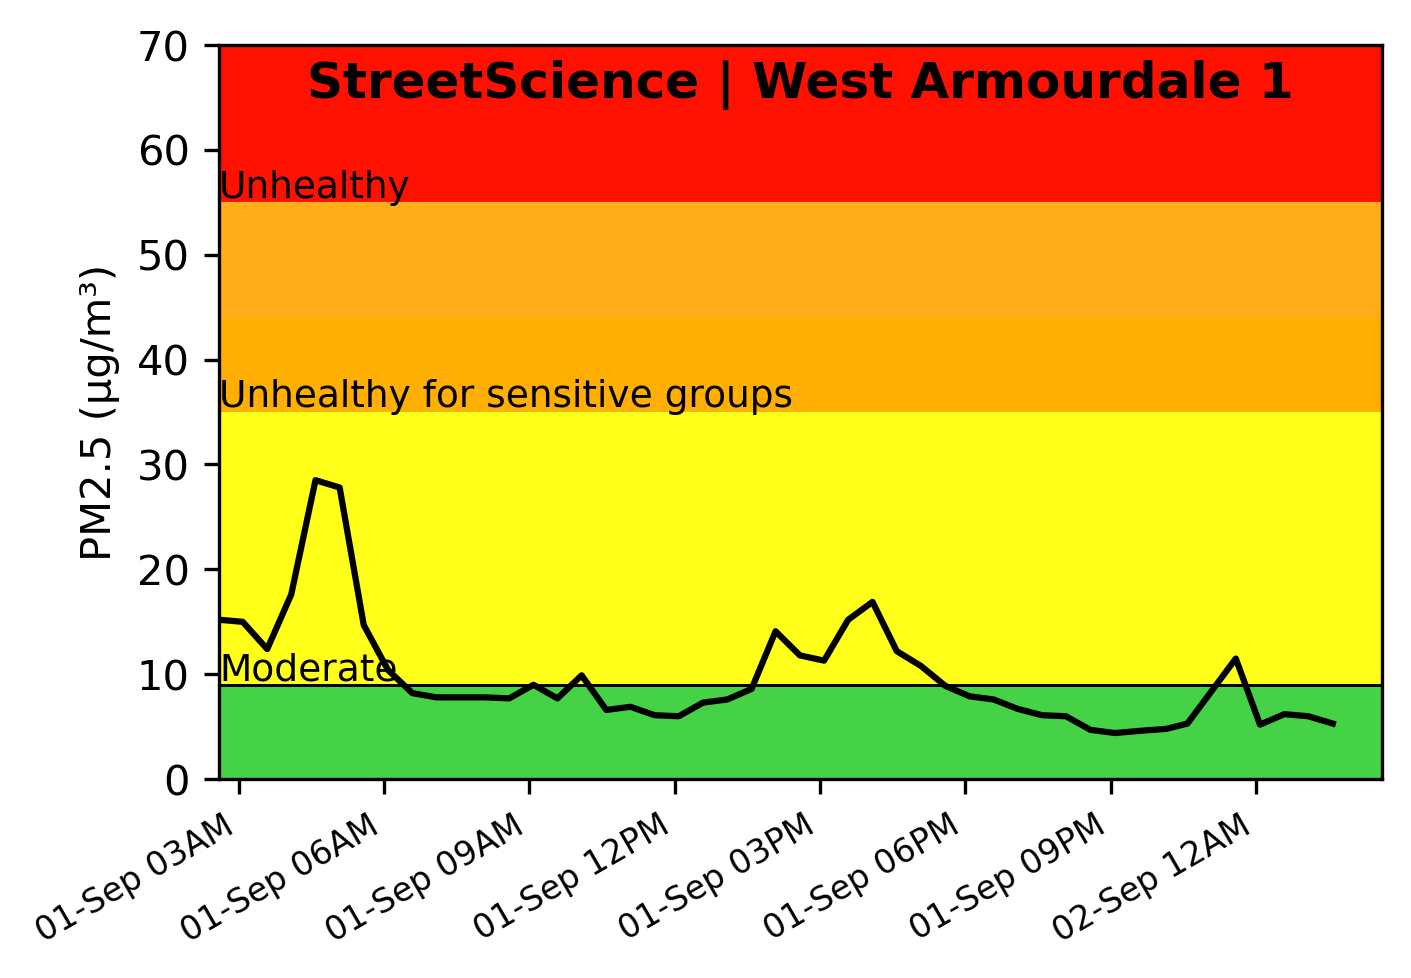 StreetScience | West Armourdale 1
PM2.5 (µg/m³)
70
60
50
40
30
20
10
0
Unhealthy
Unhealthy for sensitive groups
Moderate
01-Sep 03AM
01-Sep 06AM
01-Sep 09AM
01-Sep 12PM
01-Sep 03PM
01-Sep 06PM
01-Sep 09PM
02-Sep 12AM